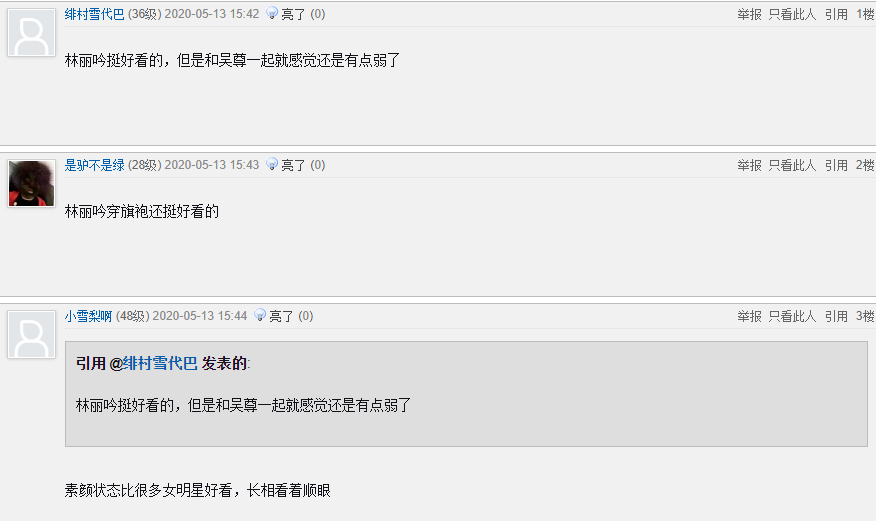 绯村雪代巴 (36级) 2020-05-13 15:42 亮了 (0) 举报 只看此人 引用 1楼
林丽吟挺好看的，但是和吴尊一起就感觉还是有点弱了
是驴不是绿 (28级) 2020-05-13 15:43 亮了 (0) 举报 只看此人 引用 2楼
林丽吟穿旗袍还挺好看的
小雪梨啊 (48级) 2020-05-13 15:44 亮了 (0) 举报 只看此人 引用 3楼
引用 @绯村雪代巴 发表的:
林丽吟挺好看的，但是和吴尊一起就感觉还是有点弱了
素颜状态比很多女明星好看，长相看着顺眼